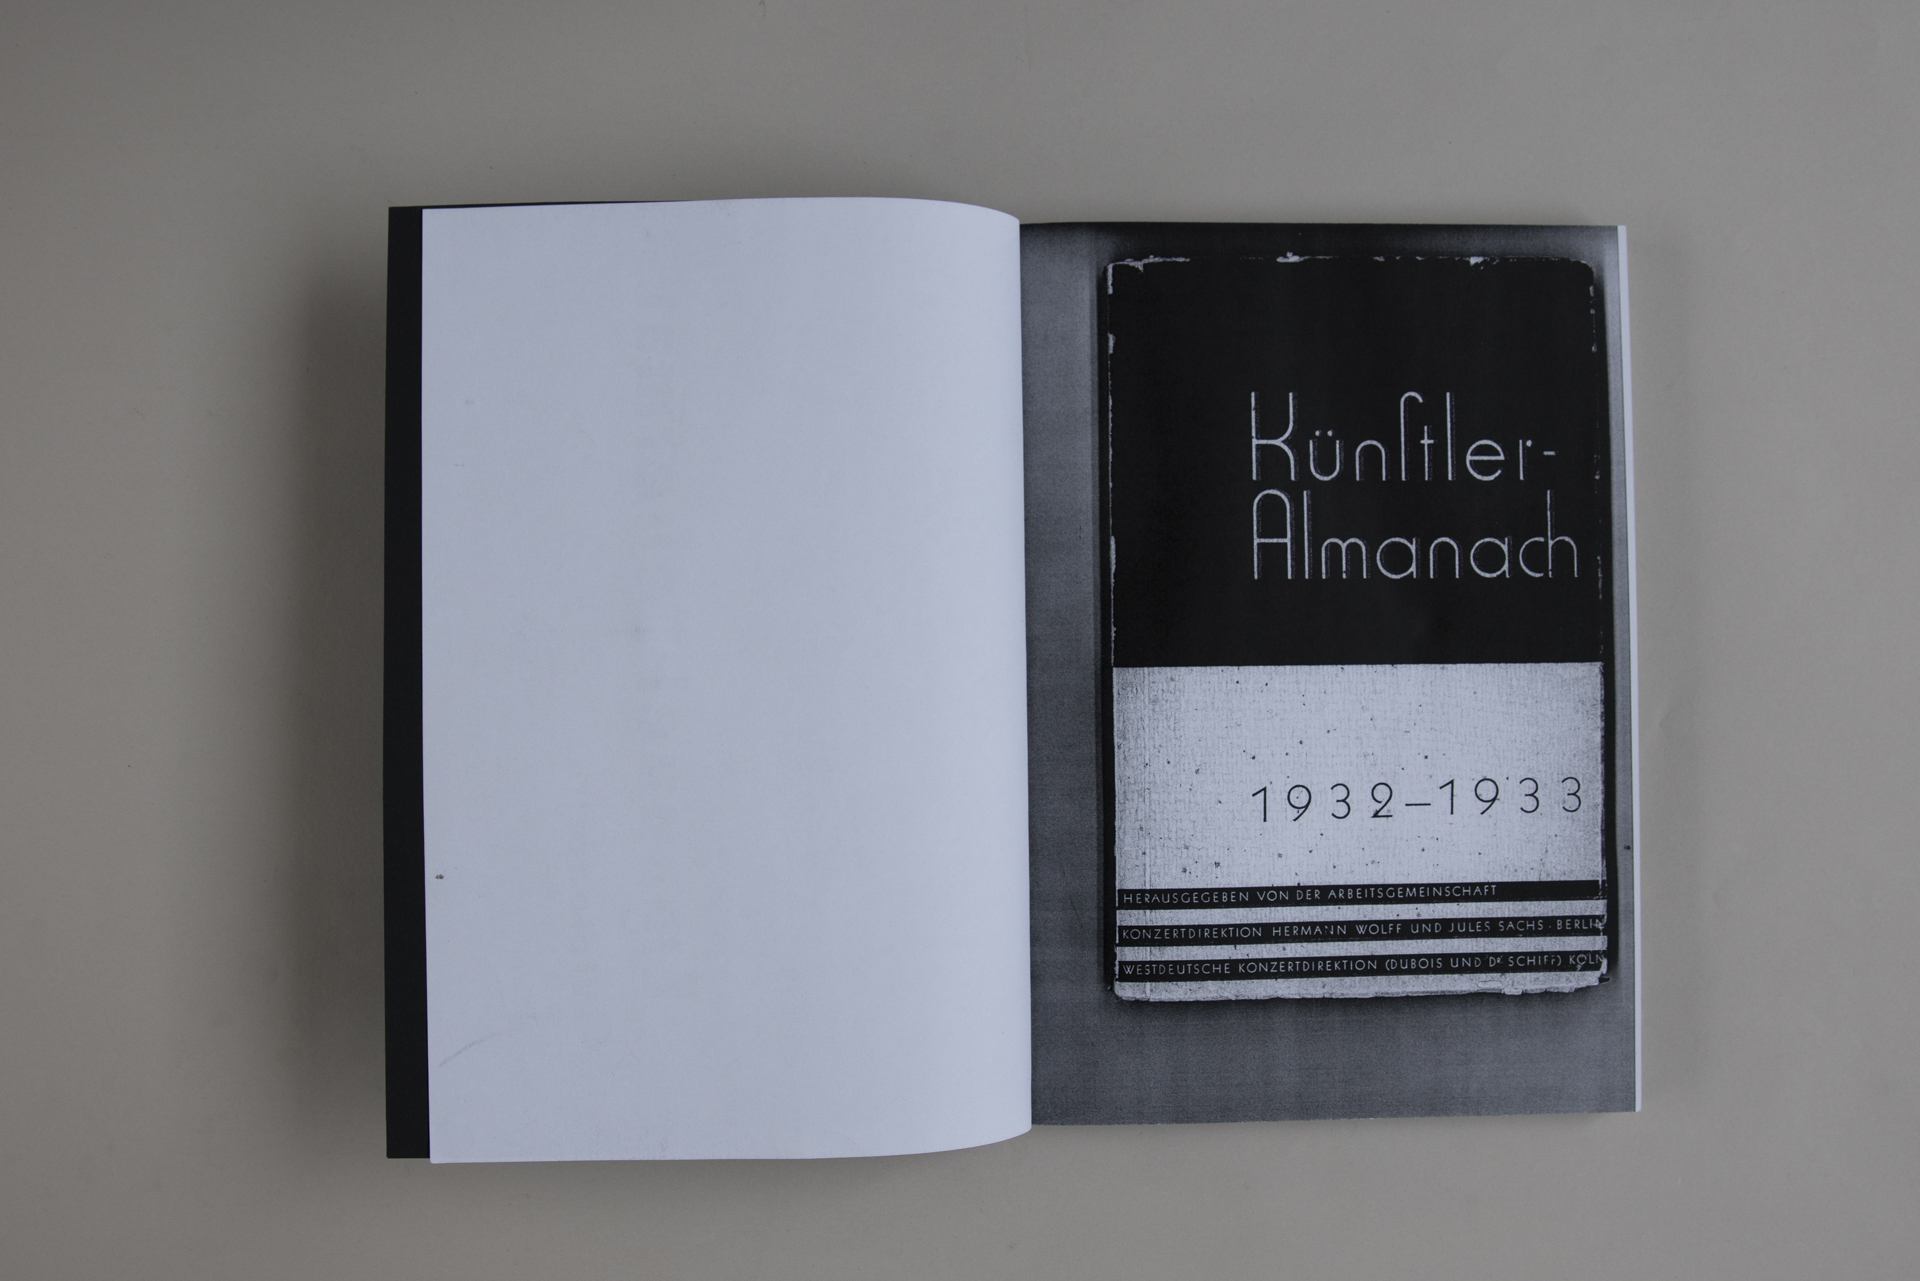 Künſtler-
Almanach
1932–1933
HERAUSGEGEBEN VON DER ARBEITSGEMEINSCHAFT
KONZERTDIREKTION HERMANN WOLFF UND JULES SACHS · BERLIN
WESTDEUTSCHE KONZERTDIREKTION (DUBOIS UND DR SCHIFF) KÖLN